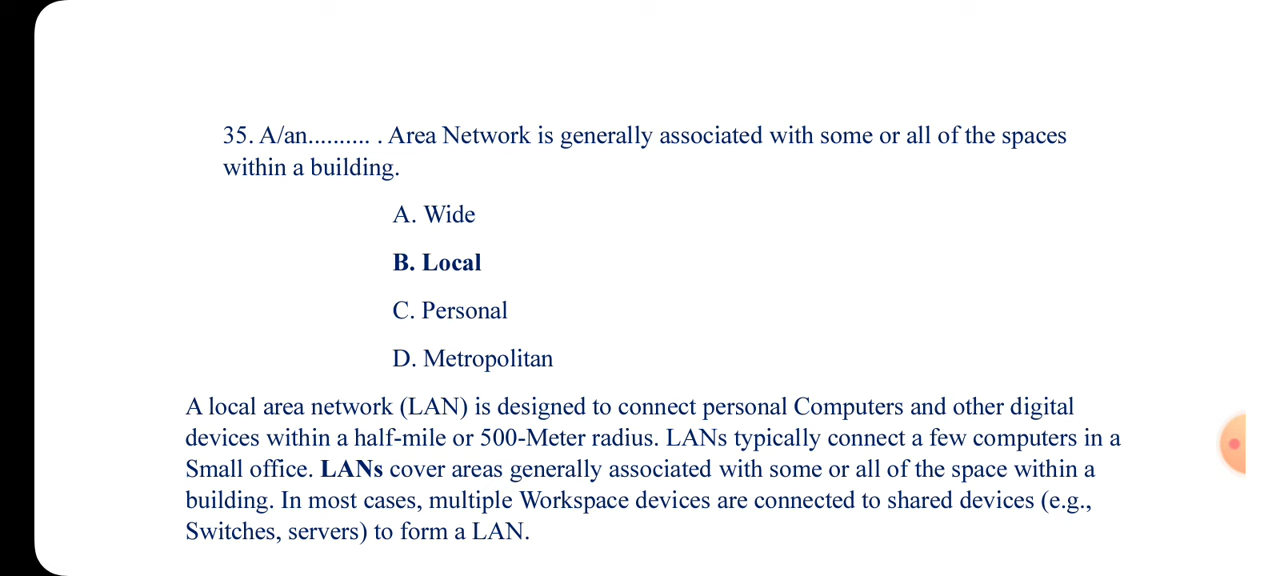 35. A/an.......... . Area Network is generally associated with some or all of the spaces
within a building.
A. Wide
B. Local
C. Personal
D. Metropolitan
A local area network (LAN) is designed to connect personal Computers and other digital
devices within a half-mile or 500-Meter radius. LANs typically connect a few computers in a
Small office. LANs cover areas generally associated with some or all of the space within a
building. In most cases, multiple Workspace devices are connected to shared devices (e.g.,
Switches, servers) to form a LAN.